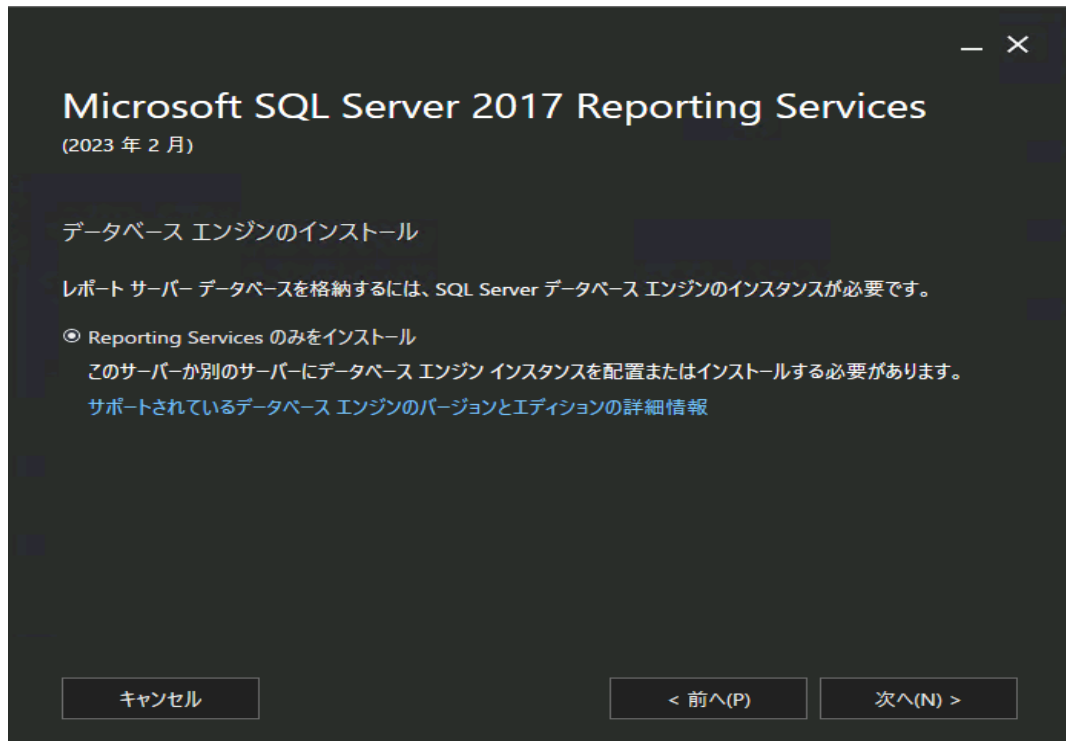 Microsoft SQL Server 2017 Reporting Services
(2023 年 2 月)
データベース エンジンのインストール
レポート サーバー データベースを格納するには、SQL Server データベース エンジンのインスタンスが必要です。
Reporting Services のみをインストール
このサーバーか別のサーバーにデータベース エンジン インスタンスを配置またはインストールする必要があります。
サポートされているデータベース エンジンのバージョンとエディションの詳細情報
キャンセル
< 前へ(P)
次へ(N) >